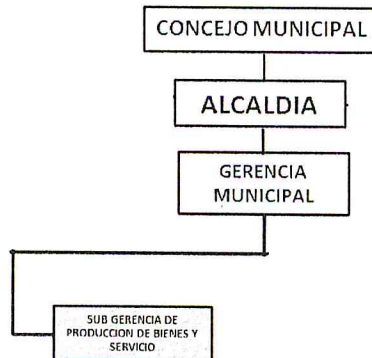 CONCEJO MUNICIPAL
ALCALDIA
GERENCIA
MUNICIPAL
SUB GERENCIA DE
PRODUCCION DE BIENES Y
SERVICIO